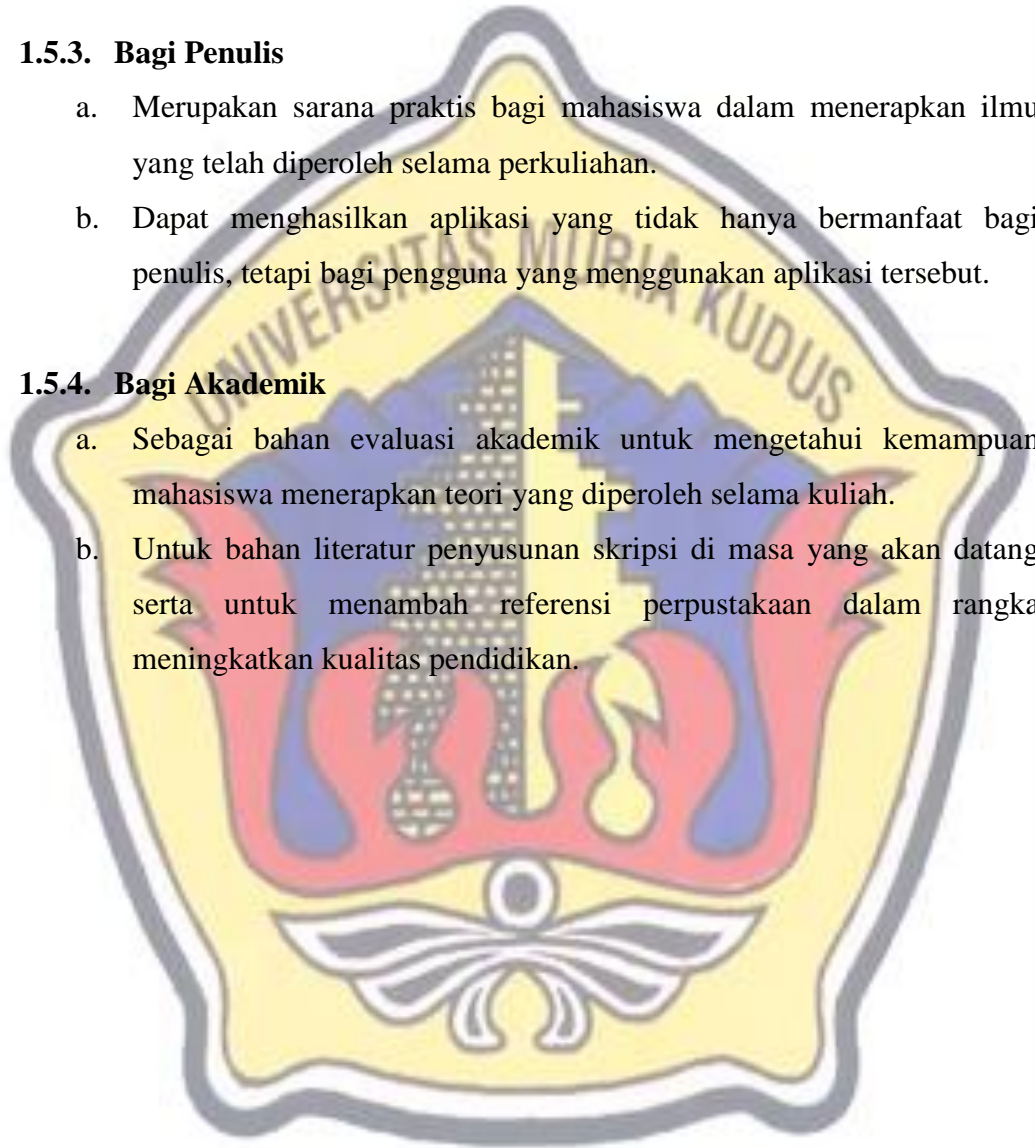 1.5.3. Bagi Penulis
a. Merupakan sarana praktis bagi mahasiswa dalam menerapkan ilmu
yang telah diperoleh selama perkuliahan.
b. Dapat menghasilkan aplikasi yang tidak hanya bermanfaat bagi
penulis, tetapi bagi pengguna yang menggunakan aplikasi tersebut.
UNIVERSITAS MURIA KUDUS
1.5.4. Bagi Akademik
a. Sebagai bahan evaluasi akademik untuk mengetahui kemampuan
mahasiswa menerapkan teori yang diperoleh selama kuliah.
b. Untuk bahan literatur penyusunan skripsi di masa yang akan datang
serta untuk menambah referensi perpustakaan dalam rangka
meningkatkan kualitas pendidikan.